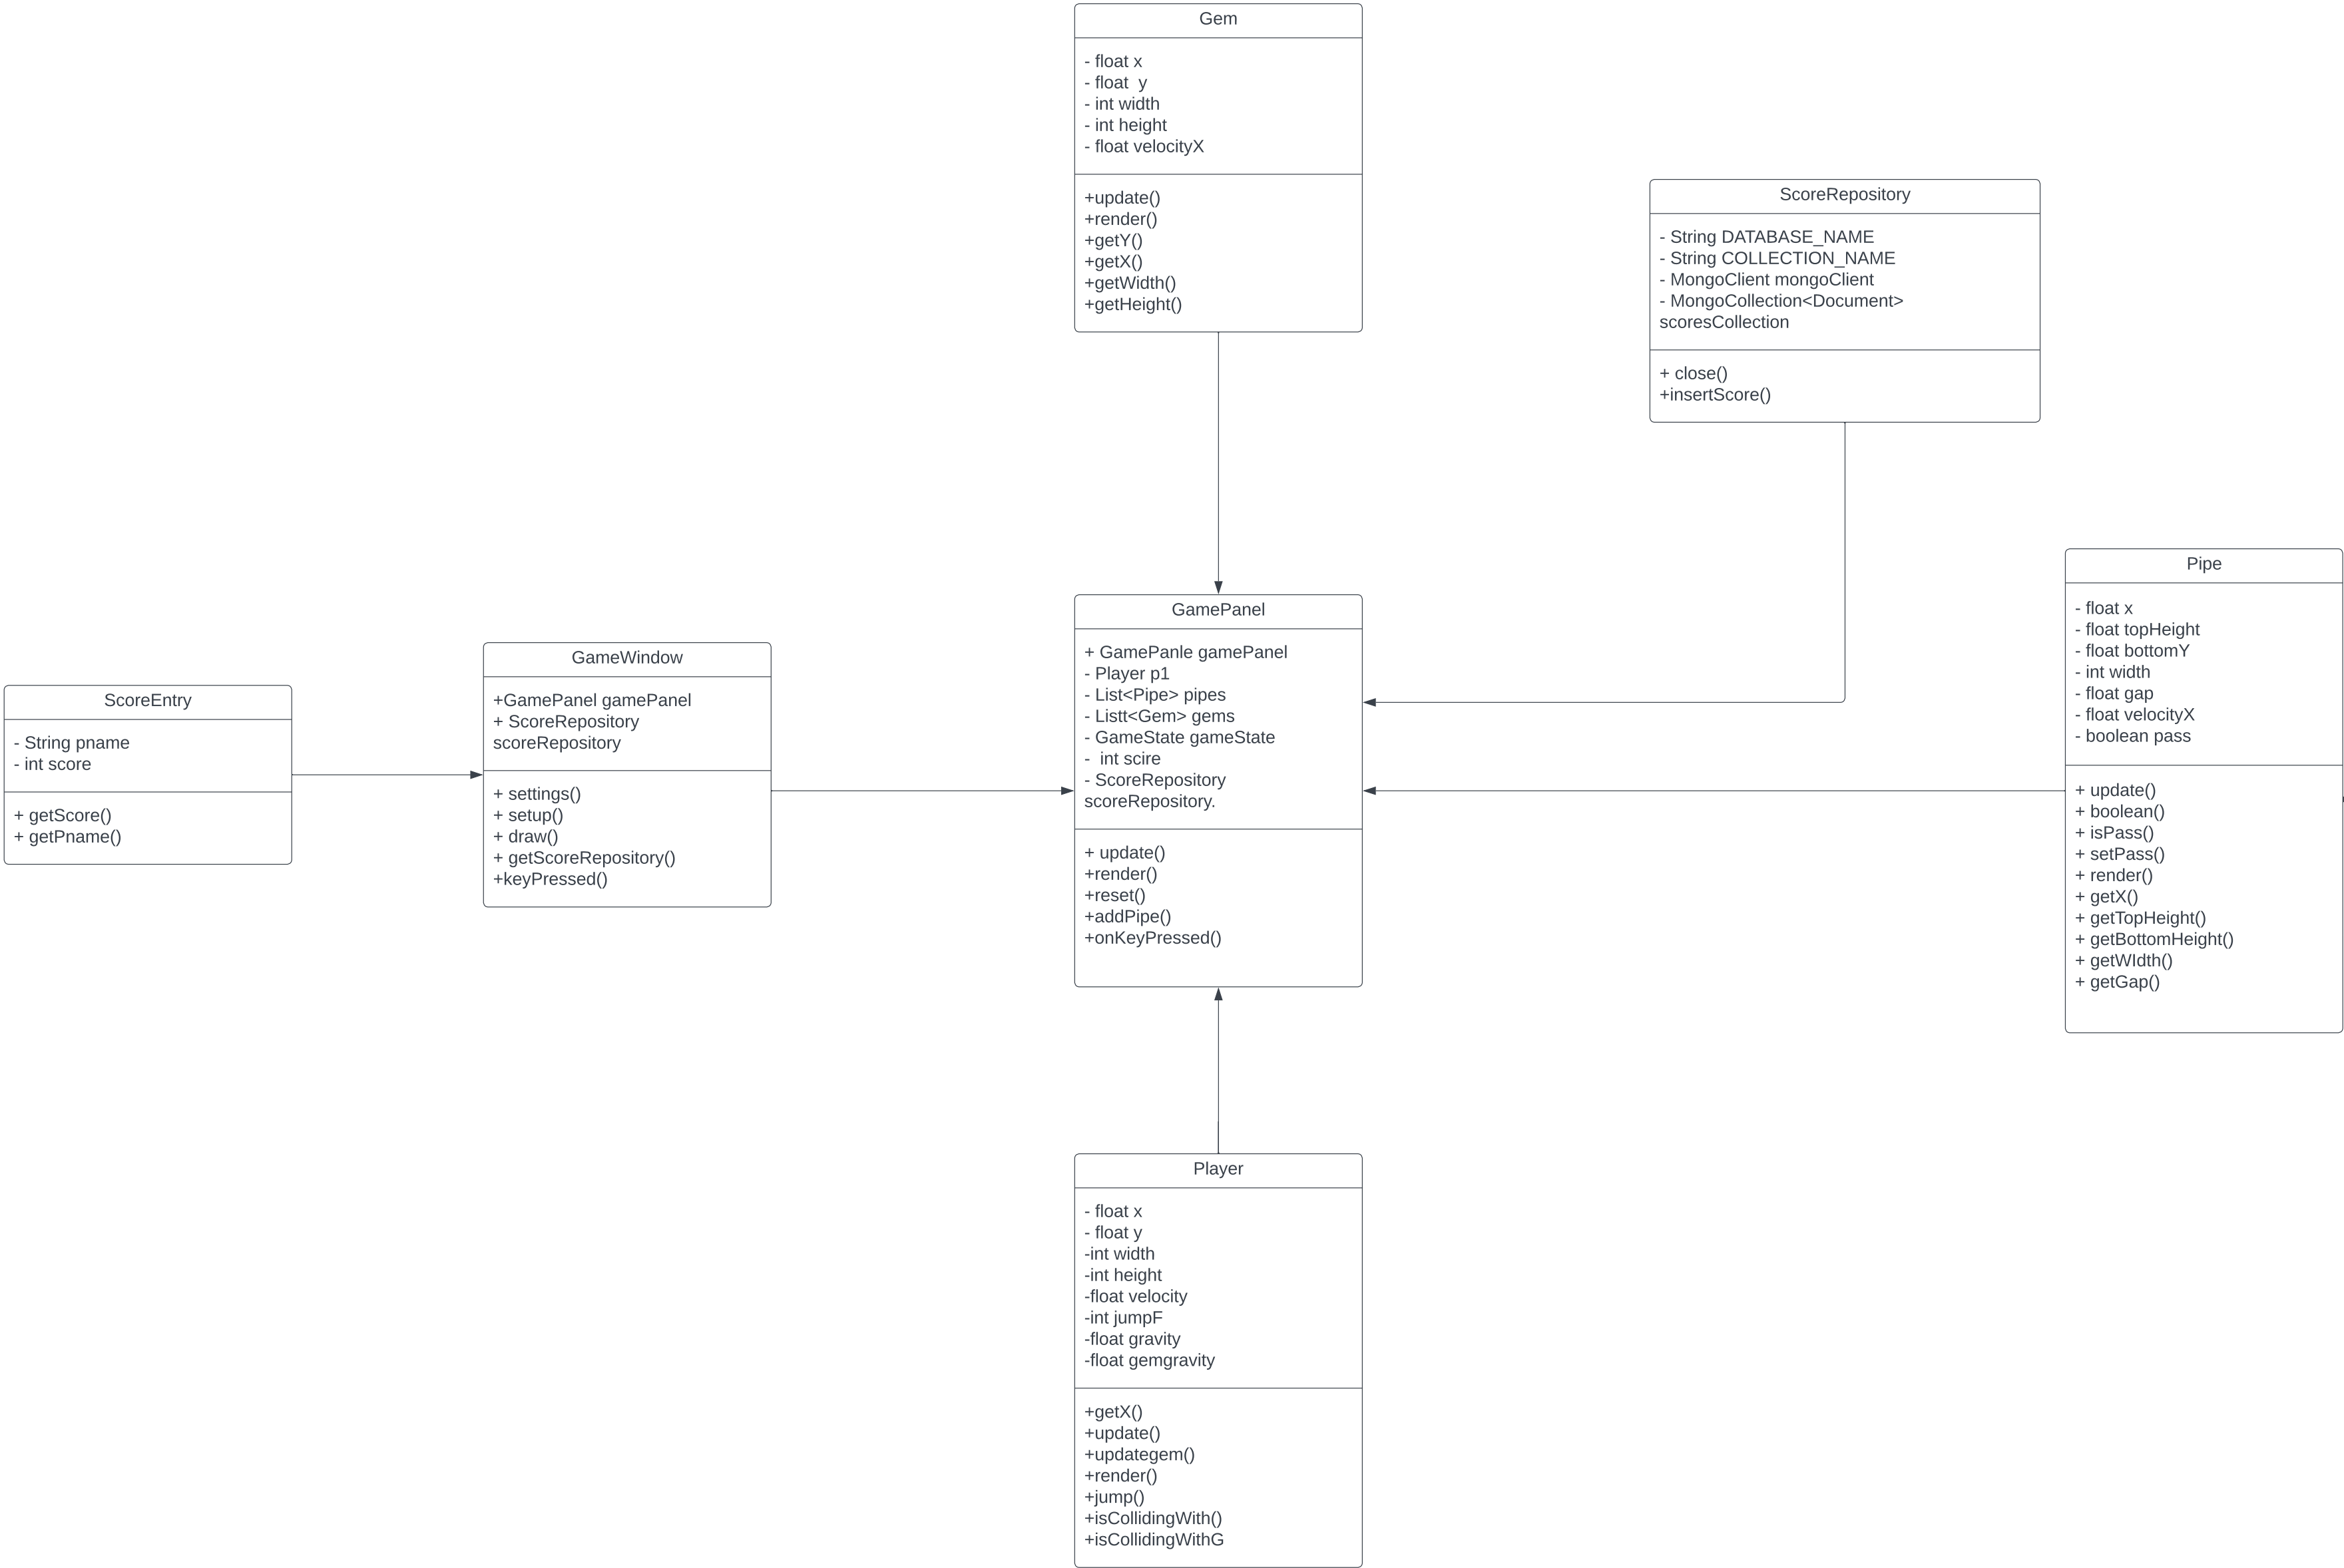 Gem
- float x
- float  y
- int width
- int height
- float velocityX
+update()
+render()
+getY()
+getX()
+getWidth()
+getHeight()
ScoreRepository
- String DATABASE_NAME
- String COLLECTION_NAME
- MongoClient mongoClient
- MongoCollection<Document>
scoresCollection
+ close()
+insertScore()
Pipe
- float x
- float topHeight
- float bottomY
- int width
- float gap
- float velocityX
- boolean pass
+ update()
+ boolean()
+ isPass()
+ setPass()
+ render()
+ getX()
+ getTopHeight()
+ getBottomHeight()
+ getWIdth()
+ getGap()
GamePanel
+ GamePanle gamePanel
- Player p1
- List<Pipe> pipes
- Listt<Gem> gems
- GameState gameState
-  int scire
- ScoreRepository
scoreRepository.
+ update()
+render()
+reset()
+addPipe()
+onKeyPressed()
GameWindow
+GamePanel gamePanel
+ ScoreRepository
scoreRepository
+ settings()
+ setup()
+ draw()
+ getScoreRepository()
+keyPressed()
ScoreEntry
- String pname
- int score
+ getScore()
+ getPname()
Player
- float x
- float y
-int width
-int height
-float velocity
-int jumpF
-float gravity
-float gemgravity
+getX()
+update()
+updategem()
+render()
+jump()
+isCollidingWith()
+isCollidingWithG